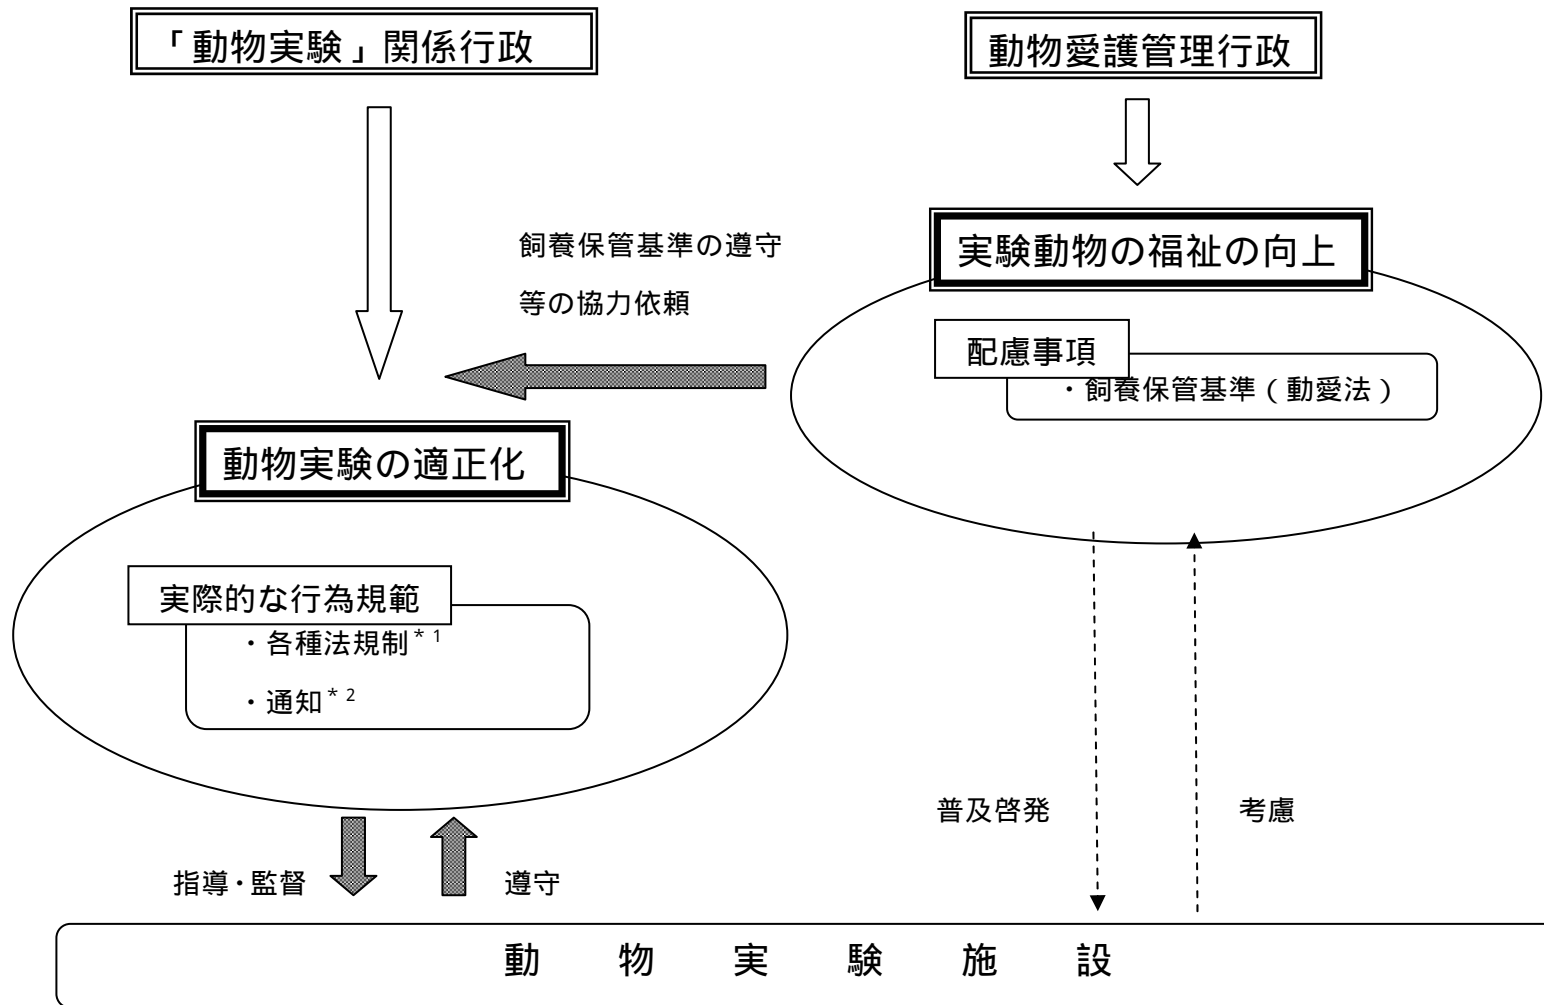 「動物実験」関係行政
動物愛護管理行政
飼養保管基準の遵守
等の協力依頼
実験動物の福祉の向上
配慮事項
・飼養保管基準(動愛法)
動物実験の適正化
実際的な行為規範
・各種法規制*1
・通知*2
普及啓発
考慮
指導・監督
遵守
動物実験施設